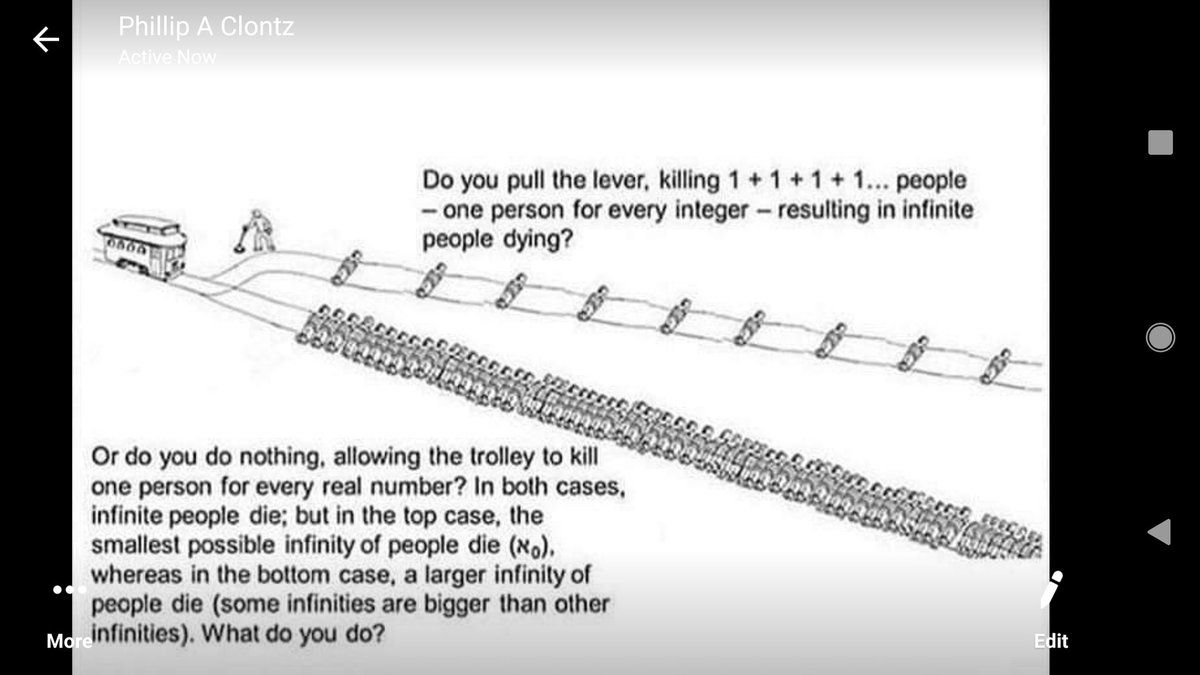 Phillip A Clontz
Active Now
Do you pull the lever, killing 1 + 1 + 1 + 1... people
– one person for every integer – resulting in infinite
people dying?
Or do you do nothing, allowing the trolley to kill
one person for every real number? In both cases,
infinite people die; but in the top case, the
smallest possible infinity of people die (ℵ₀),
whereas in the bottom case, a larger infinity of
people die (some infinities are bigger than other
infinities). What do you do?
More
Edit